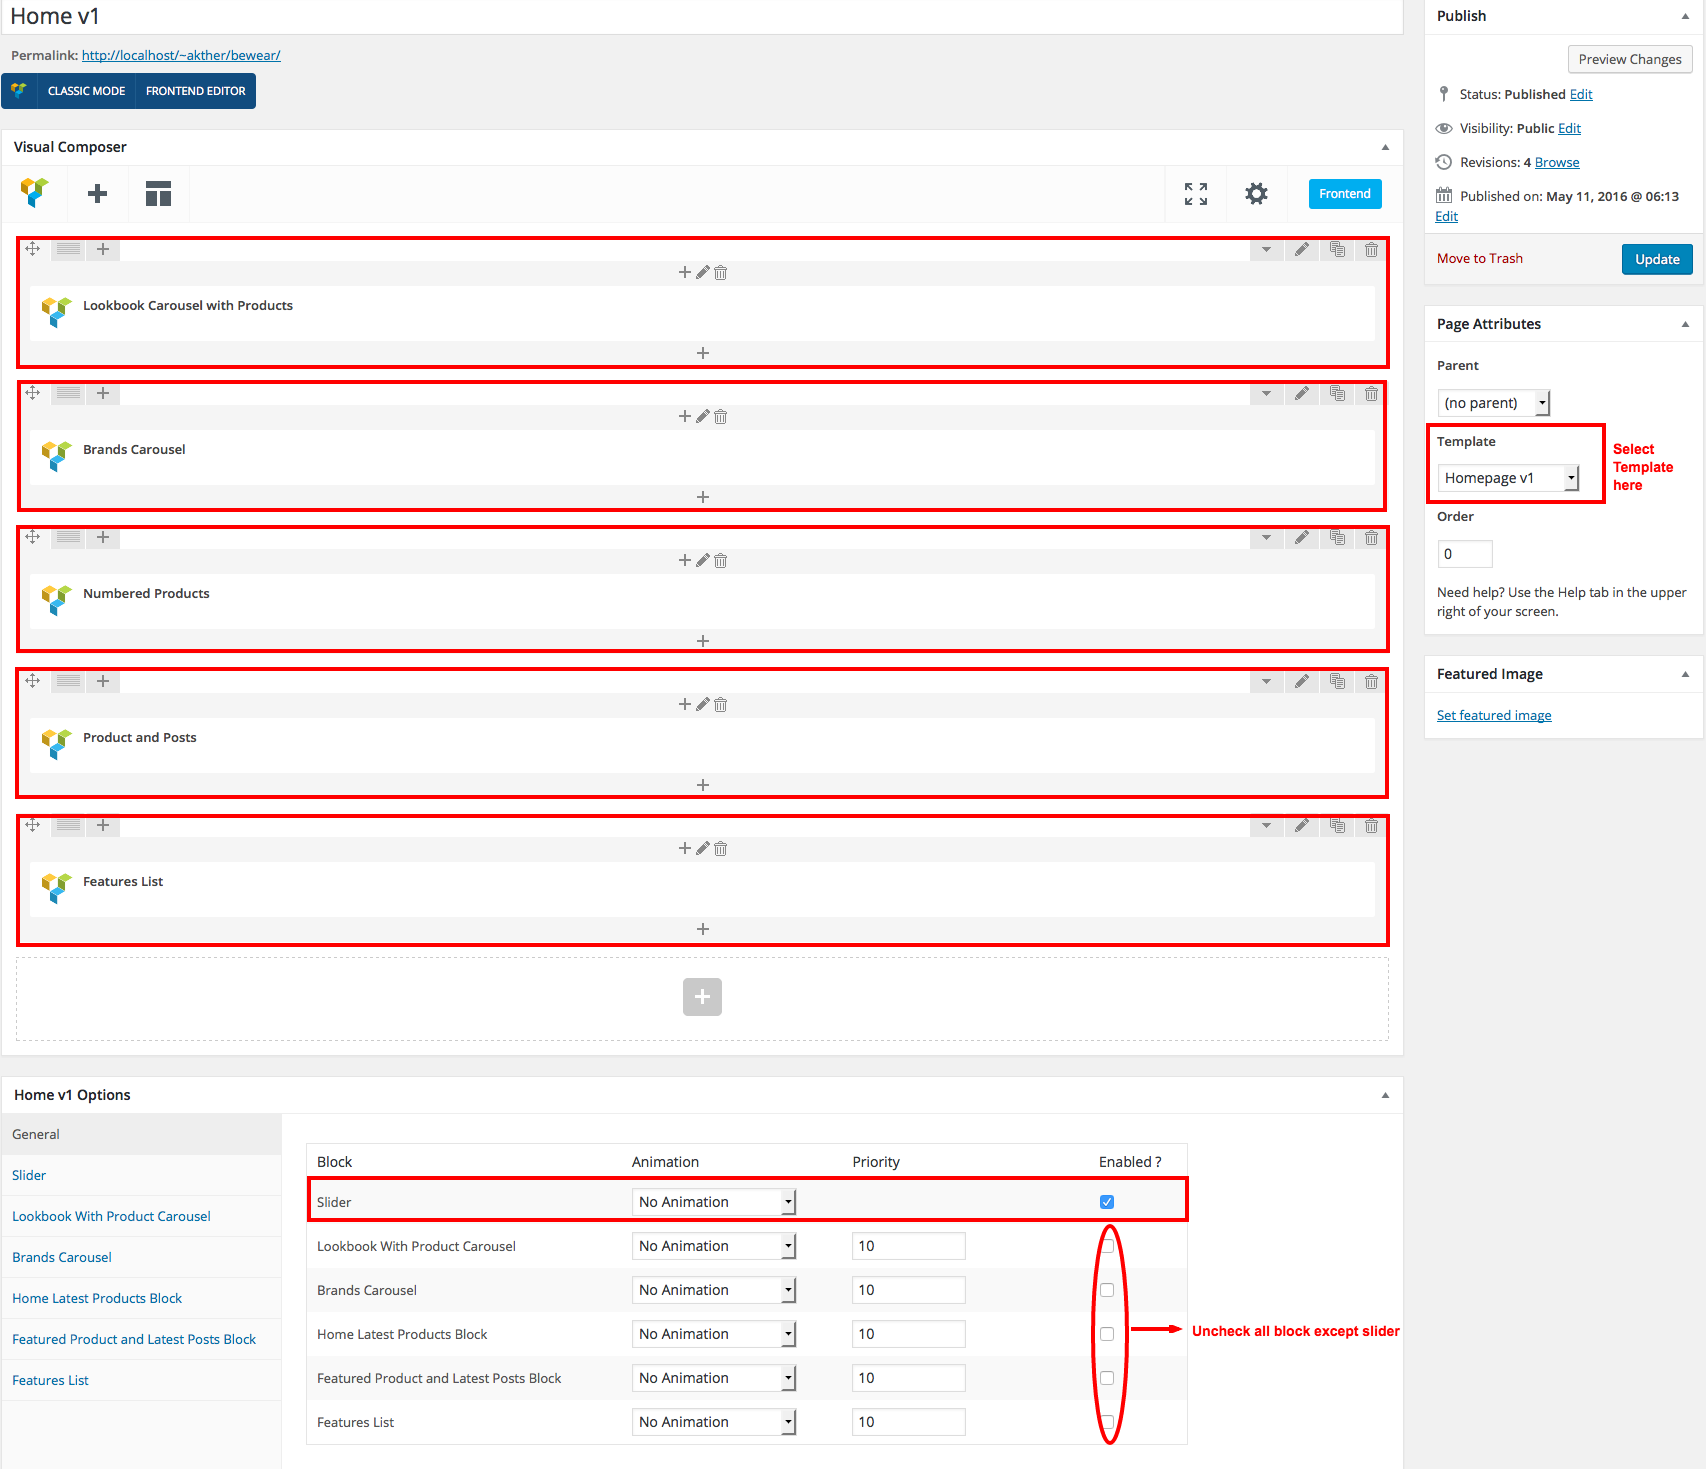 Home v1
Permalink: http://localhost/~akther/bewear/
CLASSIC MODE
FRONTEND EDITOR
Visual Composer
Frontend
Lookbook Carousel with Products
Brands Carousel
Numbered Products
Product and Posts
Features List
Home v1 Options
General
Slider
Lookbook With Product Carousel
Brands Carousel
Home Latest Products Block
Featured Product and Latest Posts Block
Features List
Block Animation Priority Enabled ?
Slider No Animation
Lookbook With Product Carousel No Animation 10
Brands Carousel No Animation 10
Home Latest Products Block No Animation 10
Featured Product and Latest Posts Block No Animation 10
Features List No Animation 10
Uncheck all block except slider
Publish
Preview Changes
Status: Published Edit
Visibility: Public Edit
Revisions: 4 Browse
Published on: May 11, 2016 @ 06:13
Edit
Move to Trash
Update
Page Attributes
Parent
(no parent)
Template
Homepage v1
Select
Template
here
Order
0
Need help? Use the Help tab in the upper
right of your screen.
Featured Image
Set featured image